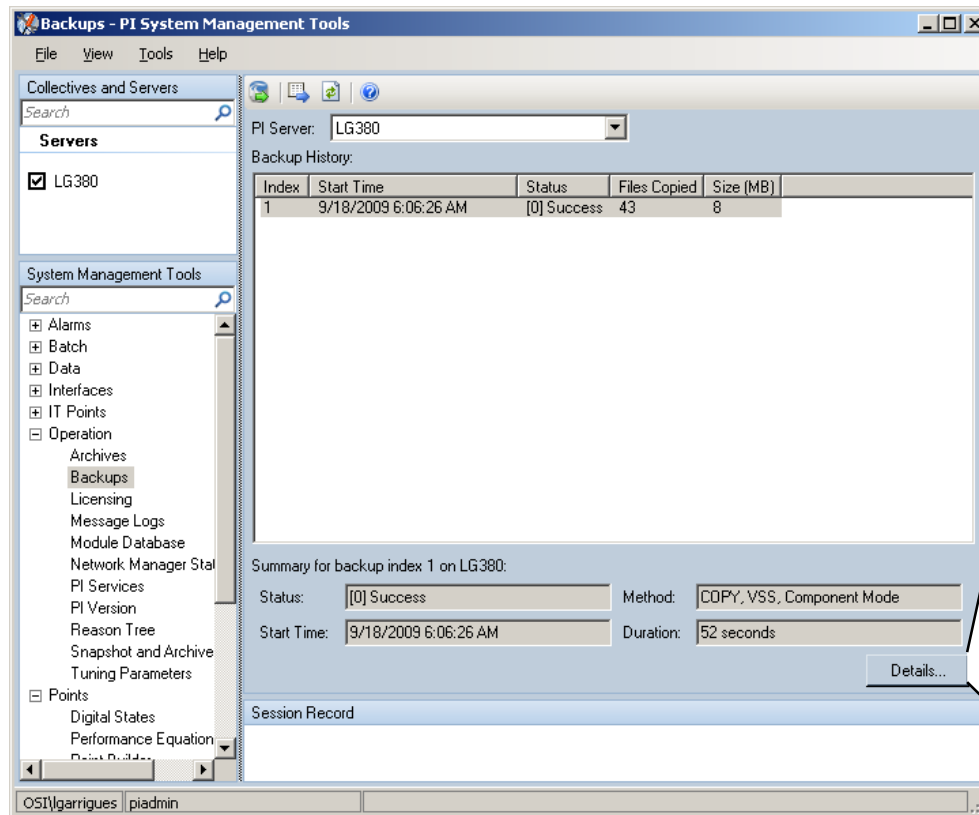 Backups - PI System Management Tools
File View Tools Help
Collectives and Servers
Search
Servers
LG380
System Management Tools
Search
Alarms
Batch
Data
Interfaces
IT Points
Operation
Archives
Backups
Licensing
Message Logs
Module Database
Network Manager Stat
PI Services
PI Version
Reason Tree
Snapshot and Archive
Tuning Parameters
Points
Digital States
Performance Equation
Point Builder
PI Server: LG380
Backup History:
Index Start Time Status Files Copied Size (MB)
1 9/18/2009 6:06:26 AM [0] Success 43 8
Summary for backup index 1 on LG380:
Status: [0] Success Method: COPY, VSS, Component Mode
Start Time: 9/18/2009 6:06:26 AM Duration: 52 seconds
Details...
Session Record
OSI\lgarrigues piadmin